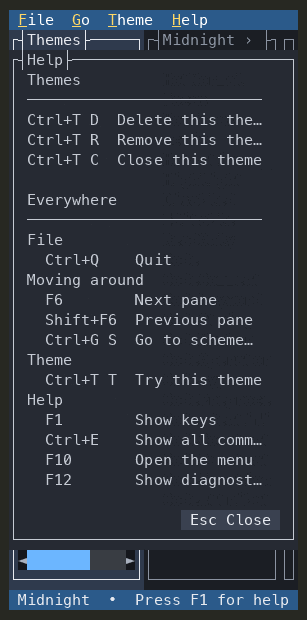 File  Go  Theme  Help
Themes  Midnight ›
Help
Themes
Ctrl+T D  Delete this the…
Ctrl+T R  Remove this the…
Ctrl+T C  Close this theme
Everywhere
File
Ctrl+Q    Quit
Moving around
F6        Next pane
Shift+F6  Previous pane
Ctrl+G S  Go to scheme…
Theme
Ctrl+T T  Try this theme
Help
F1        Show keys
Ctrl+E    Show all comm…
F10       Open the menu
F12       Show diagnost…
Esc Close
Midnight  •  Press F1 for help